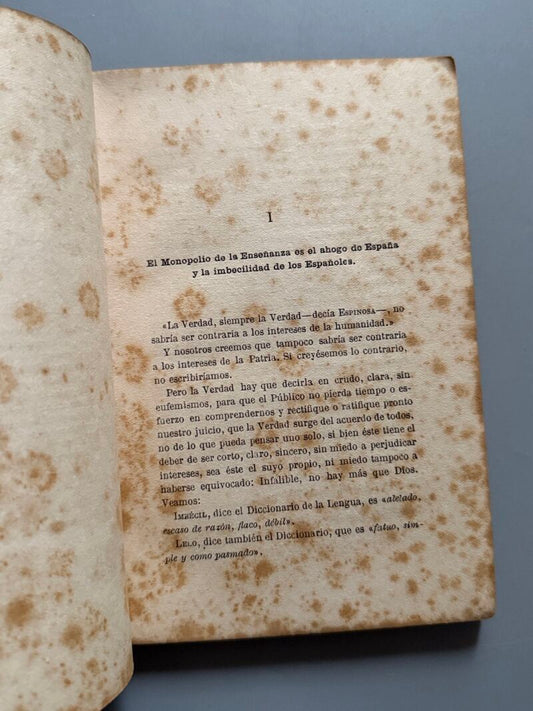 I
El Monopolio de la Enseñanza es el ahogo de España
y la imbecilidad de los Españoles.
«La Verdad, siempre la Verdad—decía ESPINOSA—, no
sabría ser contraria a los intereses de la humanidad.»
Y nosotros creemos que tampoco sabría ser contraria
a los intereses de la Patria. Si creyésemos lo contrario,
no escribiríamos.
Pero la Verdad hay que decirla en crudo, clara, sin
eufemismos, para que el Público no pierda tiempo o es-
fuerzo en comprendernos y rectifique o ratifique pronto
nuestro juicio, que la Verdad surge del acuerdo de todos,
no de lo que pueda pensar uno solo, si bien éste tiene el
deber de ser corto, claro, sincero, sin miedo a perjudicar
intereses, sea éste el suyo propio, ni miedo tampoco a
haberse equivocado: Infalible, no hay más que Dios.
Veamos:
IMBÉCIL, dice el Diccionario de la Lengua, es «alelado,
escaso de razón, flaco, débil».
LELO, dice también el Diccionario, que es «fatuo, sim-
ple y como pasmado».